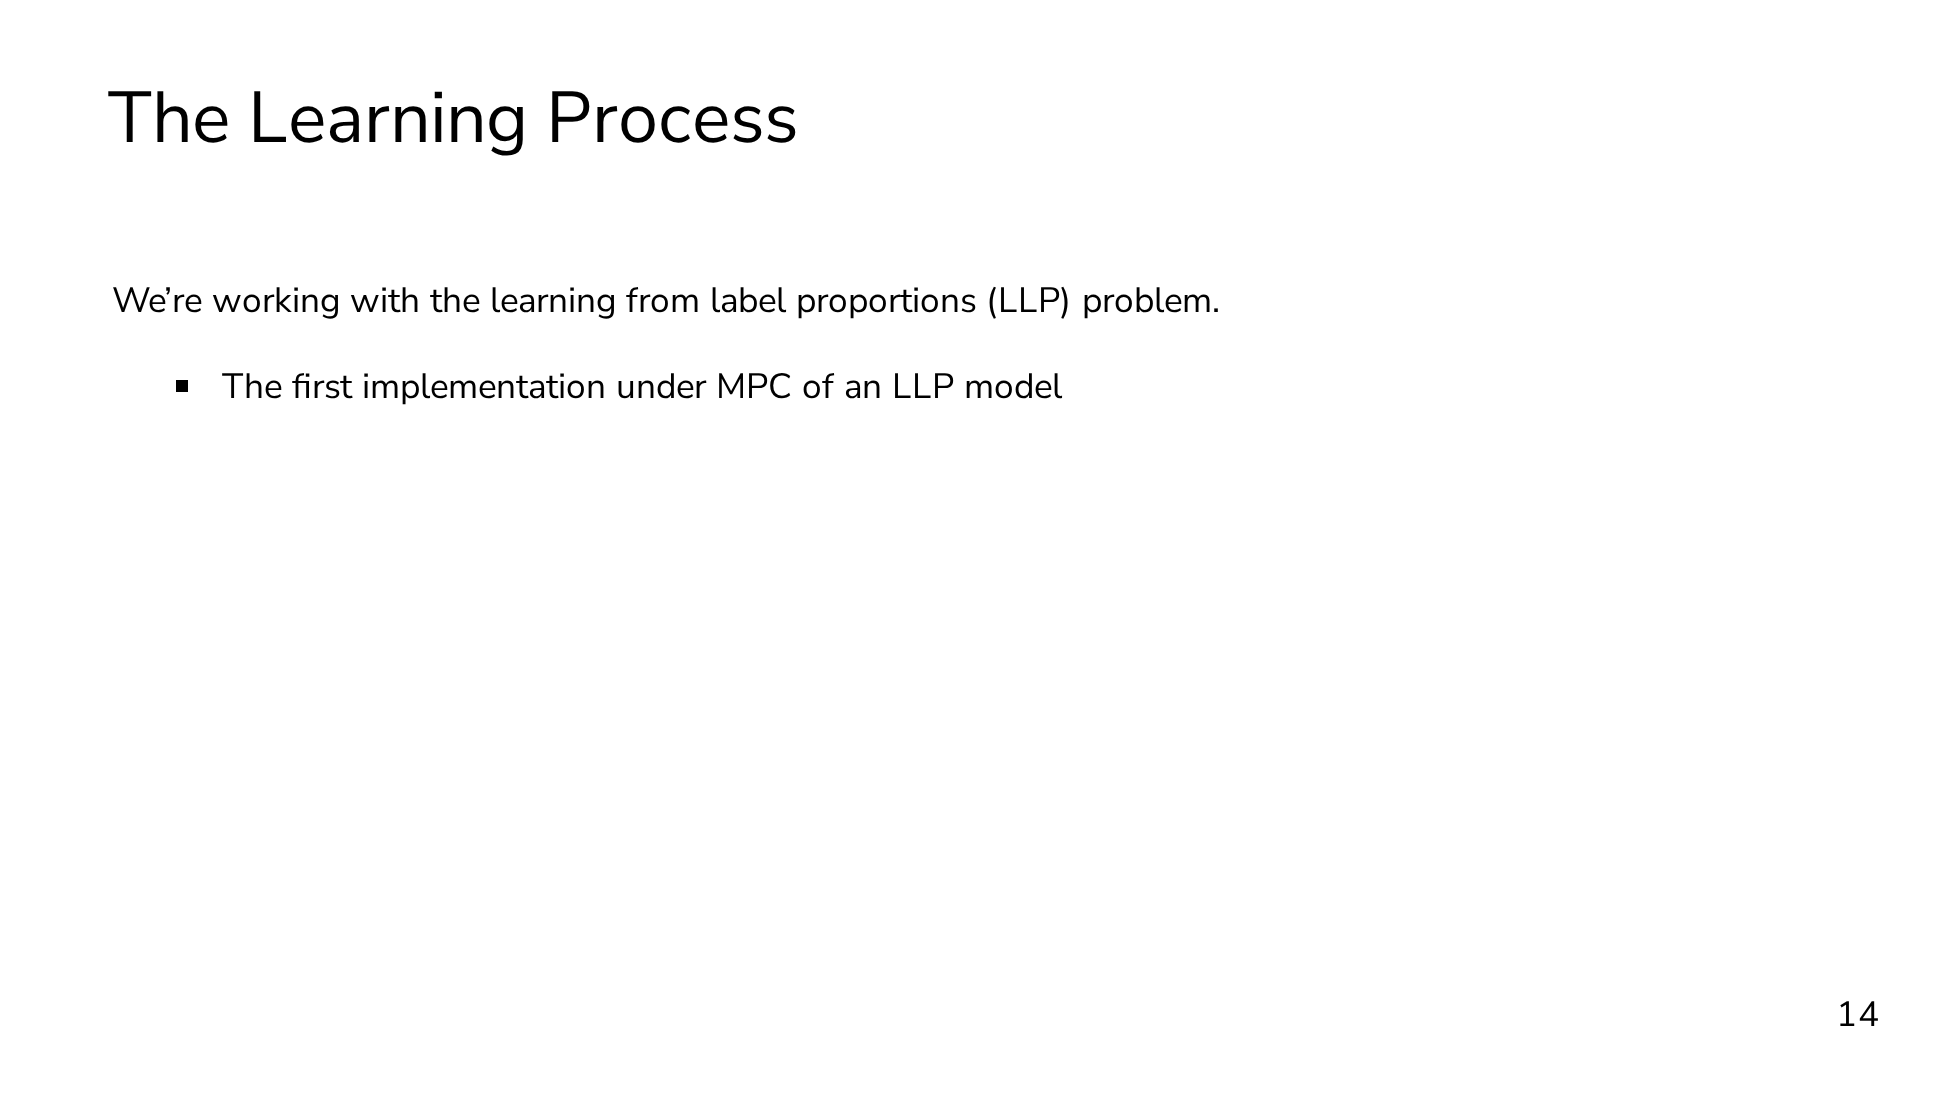 The Learning Process
We’re working with the learning from label proportions (LLP) problem.
▪ The first implementation under MPC of an LLP model
14